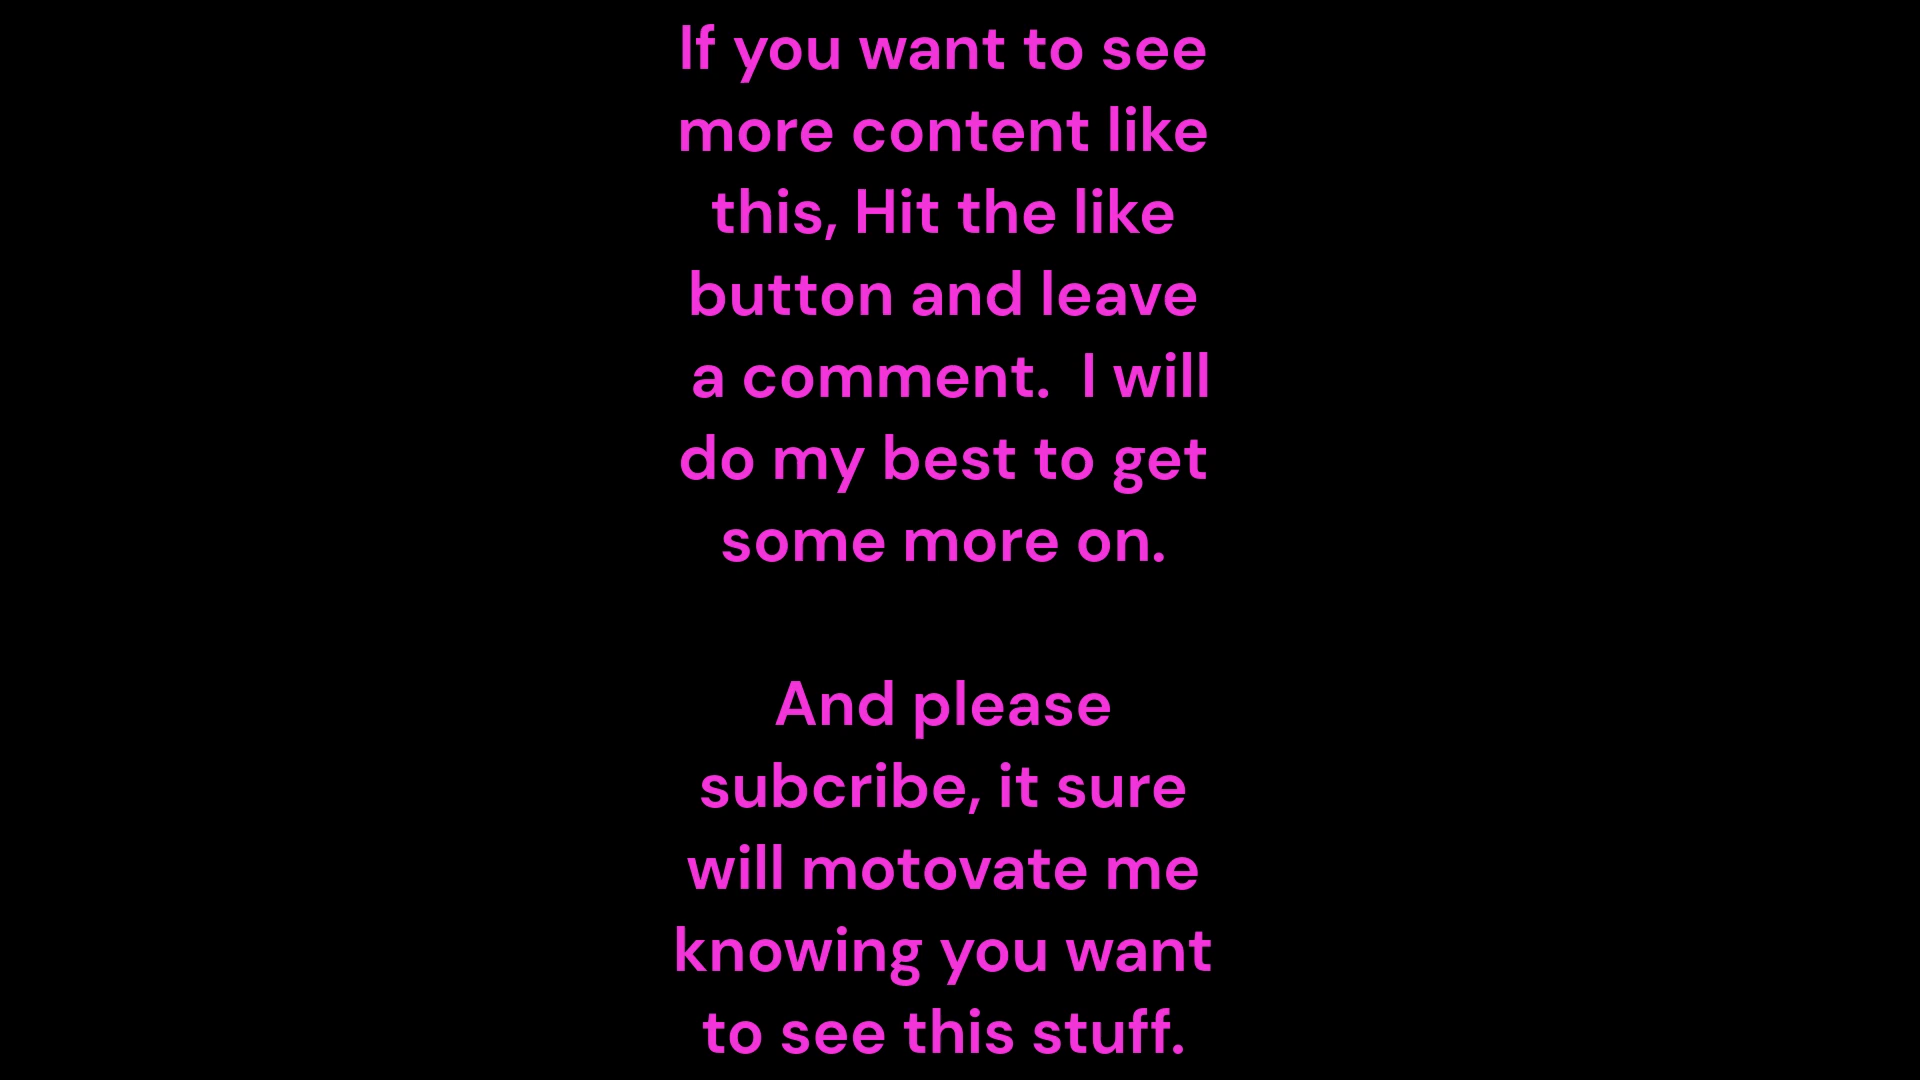 If you want to see
more content like
this, Hit the like
button and leave
a comment.  I will
do my best to get
some more on.
And please
subcribe, it sure
will motovate me
knowing you want
to see this stuff.